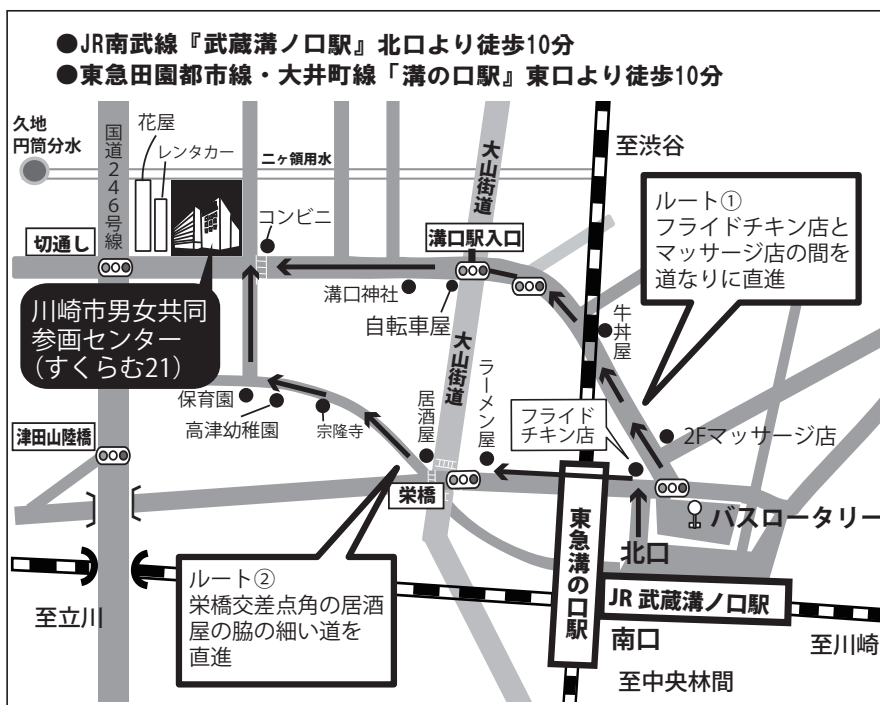 ●JR南武線『武蔵溝ノ口駅』北口より徒歩10分
●東急田園都市線・大井町線「溝の口駅」東口より徒歩10分
久地
円筒分水
国道246号線
花屋
レンタカー
二ヶ領用水
大山街道
至渋谷
ルート①
フライドチキン店と
マッサージ店の間を
道なりに直進
切通し
コンビニ
溝口駅入口
溝口神社
自転車屋
牛丼屋
川崎市男女共同
参画センター
(すくらむ21)
大山街道
ラーメン屋
居酒屋
保育園
高津幼稚園
宗隆寺
フライド
チキン店
2Fマッサージ店
津田山陸橋
栄橋
バスロータリー
北口
東急溝の口駅
JR 武蔵溝ノ口駅
南口
ルート②
栄橋交差点角の居酒
屋の脇の細い道を
直進
至立川
至川崎
至中央林間